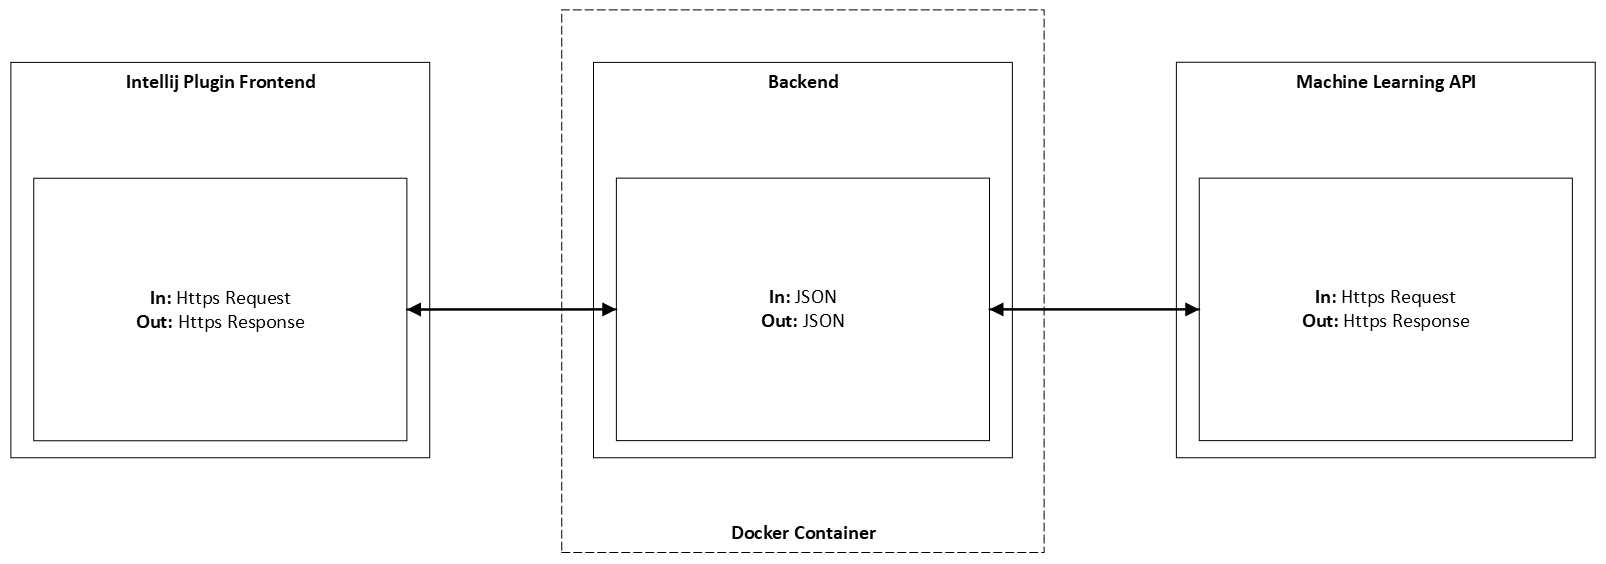 Intellij Plugin Frontend
In: Https Request
Out: Https Response
Backend
In: JSON
Out: JSON
Docker Container
Machine Learning API
In: Https Request
Out: Https Response